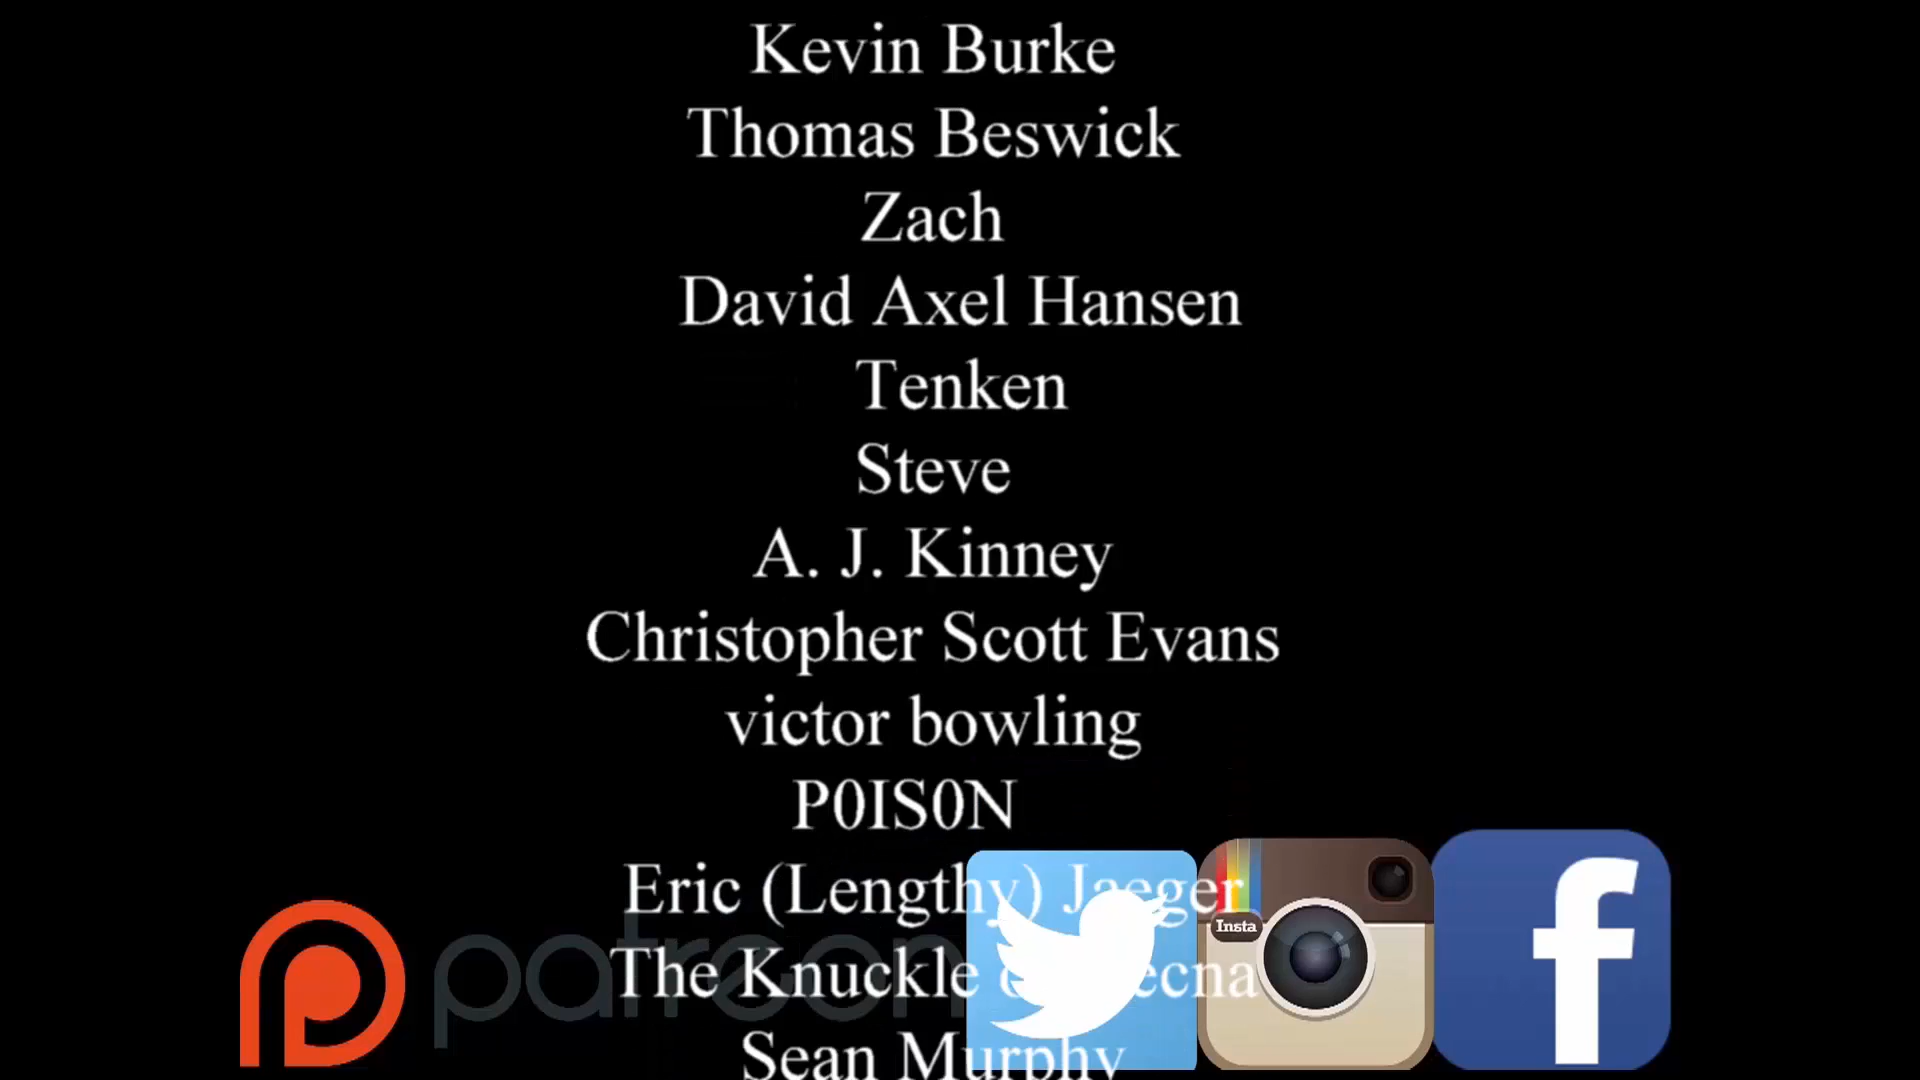 Kevin Burke
Thomas Beswick
Zach
David Axel Hansen
Tenken
Steve
A. J. Kinney
Christopher Scott Evans
victor bowling
P0IS0N
Eric (Lengthy) Jaeger
Insta
The Knuckle
patreon
Sean Murphy